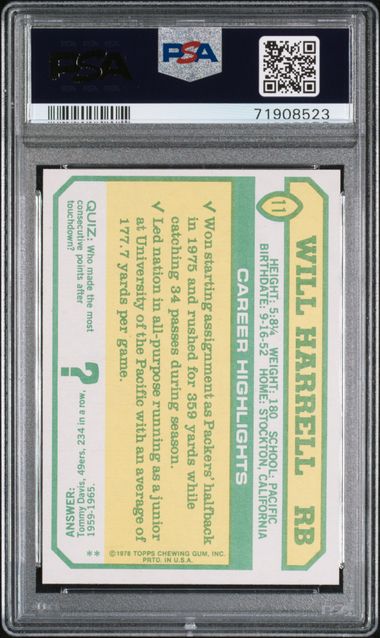 PSA
PSA
71908523
11
WILL HARRELL RB
HEIGHT: 5:8¼ WEIGHT: 180 SCHOOL: PACIFIC
BIRTHDATE: 9-16-52 HOME: STOCKTON, CALIFORNIA
CAREER HIGHLIGHTS
✓ Won starting assignment as Packers' halfback
in 1975 and rushed for 359 yards while
catching 34 passes during season.
✓ Led nation in all-purpose running as a junior
at University of the Pacific with an average of
177.7 yards per game.
QUIZ: Who made the most
consecutive points after
touchdown?
?
ANSWER:
Tommy Davis, 49ers, 234 in a row,
1959-1965.
**
©1978 TOPPS CHEWING GUM, INC.
PRTD. IN U.S.A.